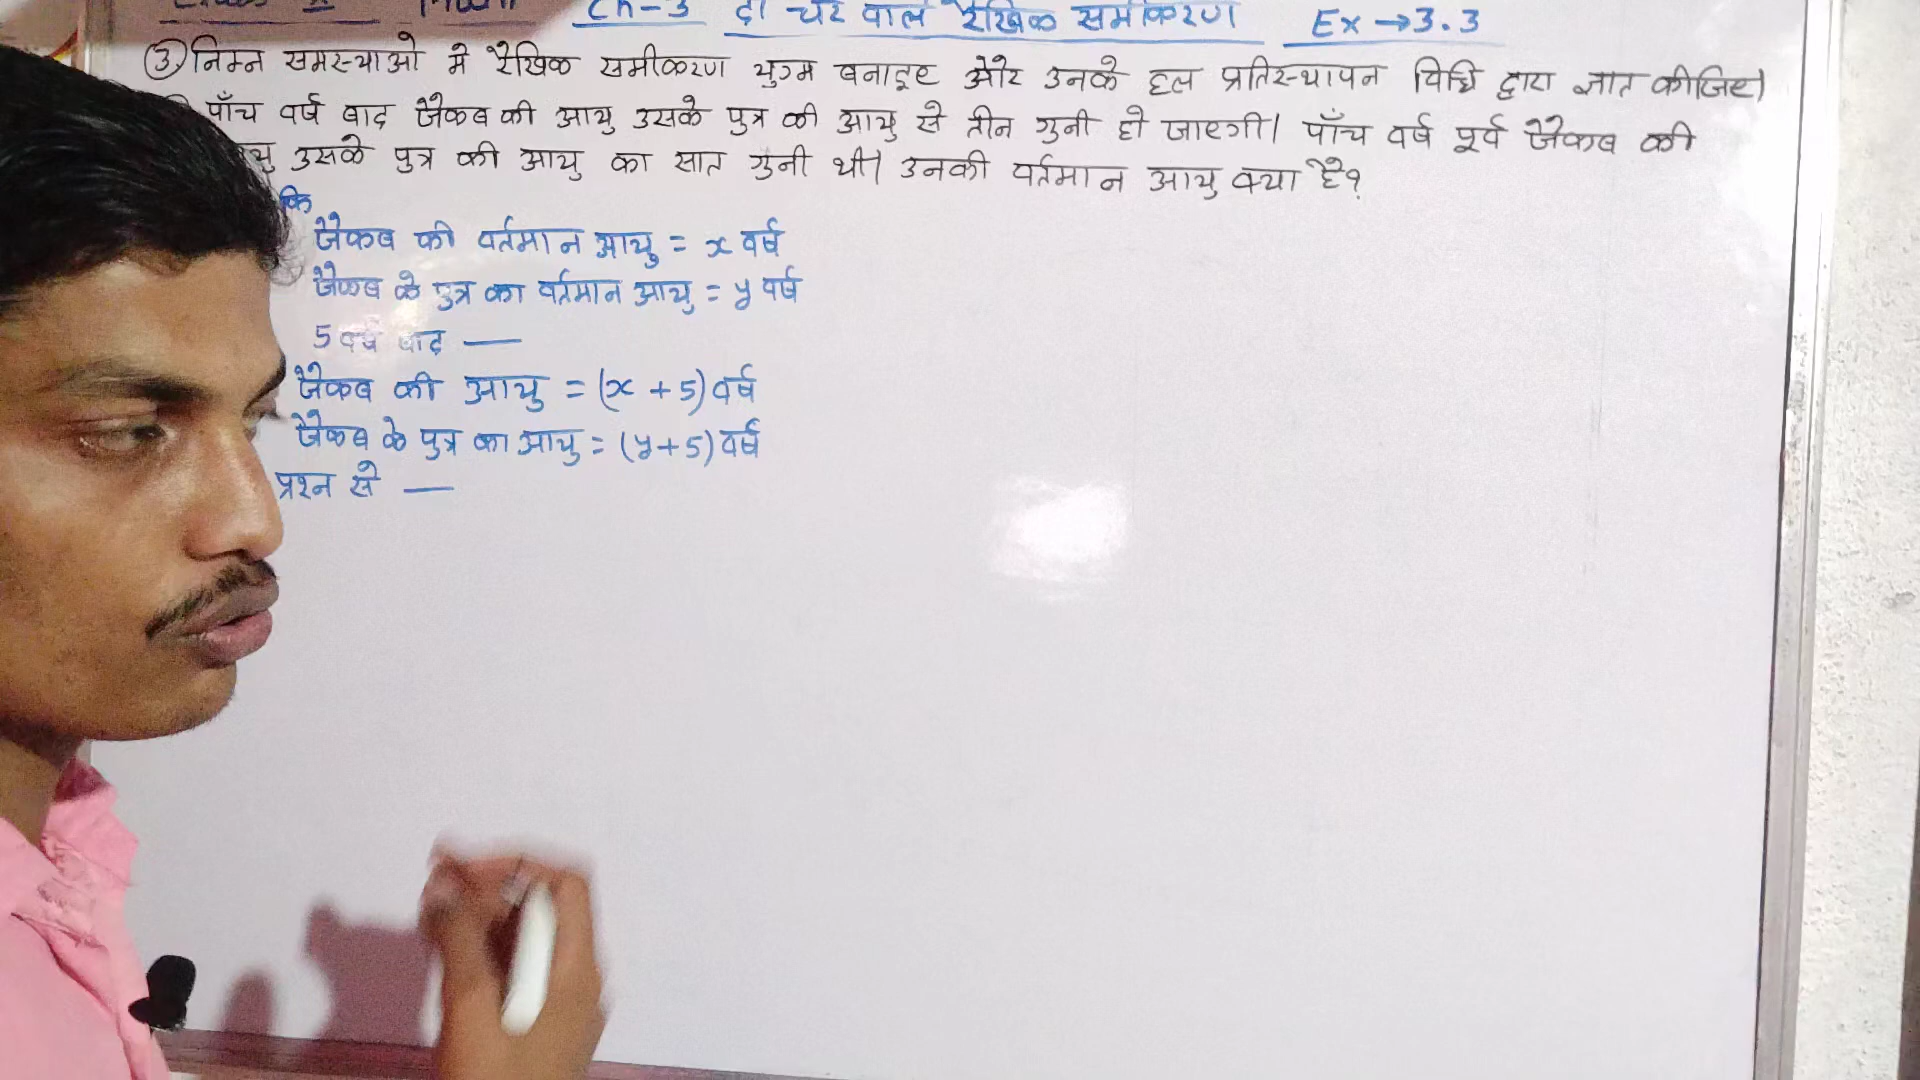 Ch-3 दो चर वाले रैखिक समीकरण Ex → 3.3
③ निम्न समस्याओ मे रैखिक समीकरण युग्म बनाइए और उनके हल प्रतिस्थापन विधि द्वारा ज्ञात कीजिए।
पाँच वर्ष बाद जैकब की आयु उसके पुत्र की आयु से तीन गुनी हो जाएगी। पाँच वर्ष पूर्व जैकब की
उसके पुत्र की आयु का सात गुनी थी। उनकी वर्तमान आयु क्या है?
कि
जैकब की वर्तमान आयु = x वर्ष
जैकब के पुत्र का वर्तमान आयु = y वर्ष
5 वर्ष बाद —
जैकब की आयु = (x + 5) वर्ष
जैकब के पुत्र का आयु = (y+5) वर्ष
प्रश्न से —